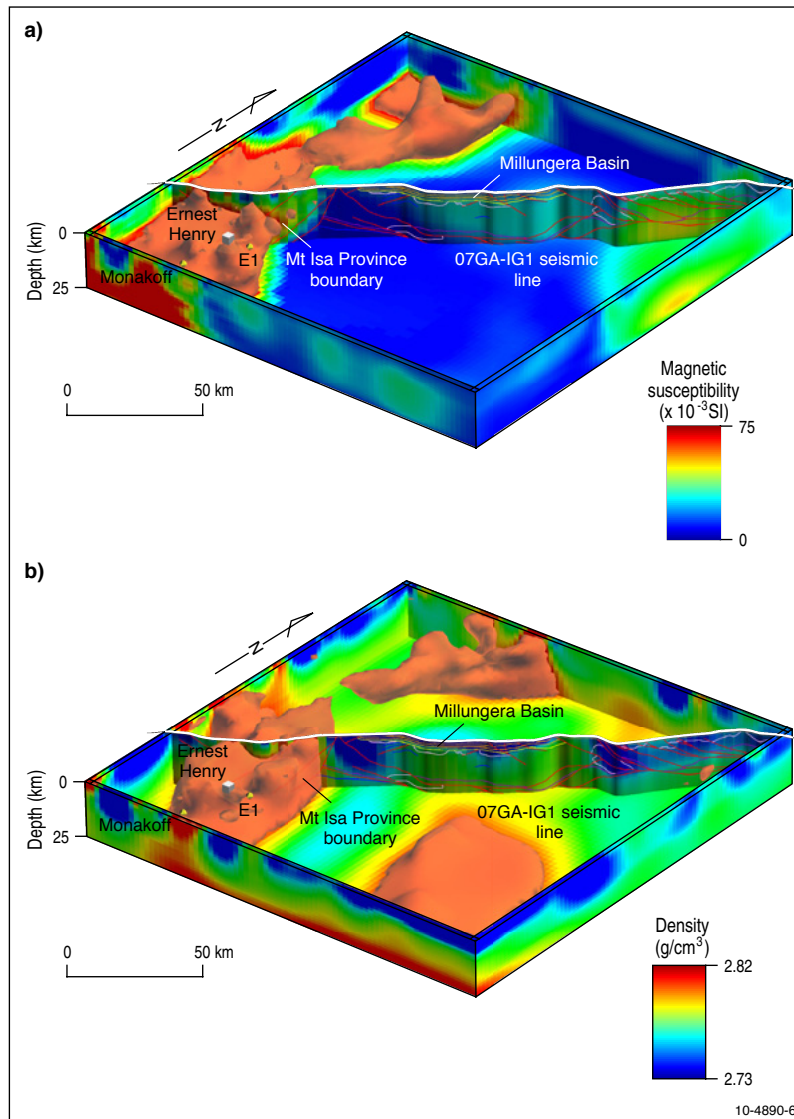 a)
N
Millungera Basin
Ernest
Henry
0
E1
Mt Isa Province
boundary
07GA-IG1 seismic
line
Monakoff
Depth (km)
25
0
50 km
Magnetic
susceptibility
(x 10⁻³SI)
75
0
b)
N
Millungera Basin
Ernest
Henry
0
E1
Mt Isa Province
boundary
07GA-IG1 seismic
line
Monakoff
Depth (km)
25
0
50 km
Density
(g/cm³)
2.82
2.73
10-4890-6